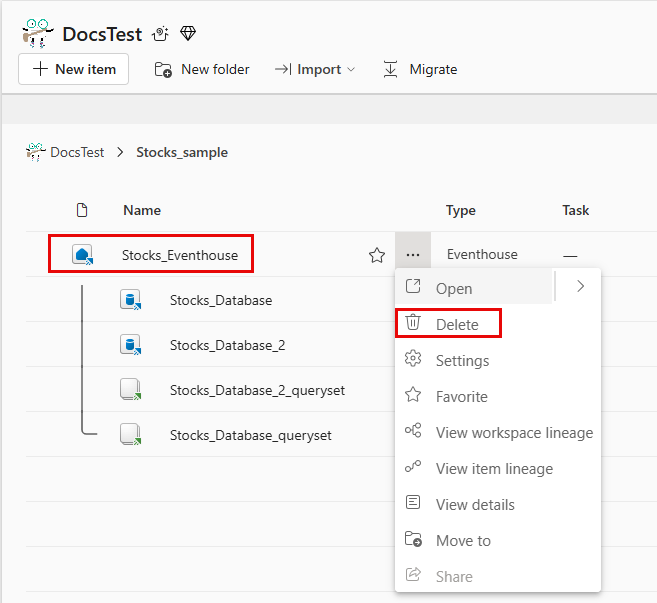 DocsTest
New item New folder Import Migrate
DocsTest > Stocks_sample
Name Type Task
Stocks_Eventhouse ... Eventhouse —
Open >
Stocks_Database
Delete
Stocks_Database_2
Settings
Stocks_Database_2_queryset
Favorite
Stocks_Database_queryset
View workspace lineage
View item lineage
View details
Move to
Share